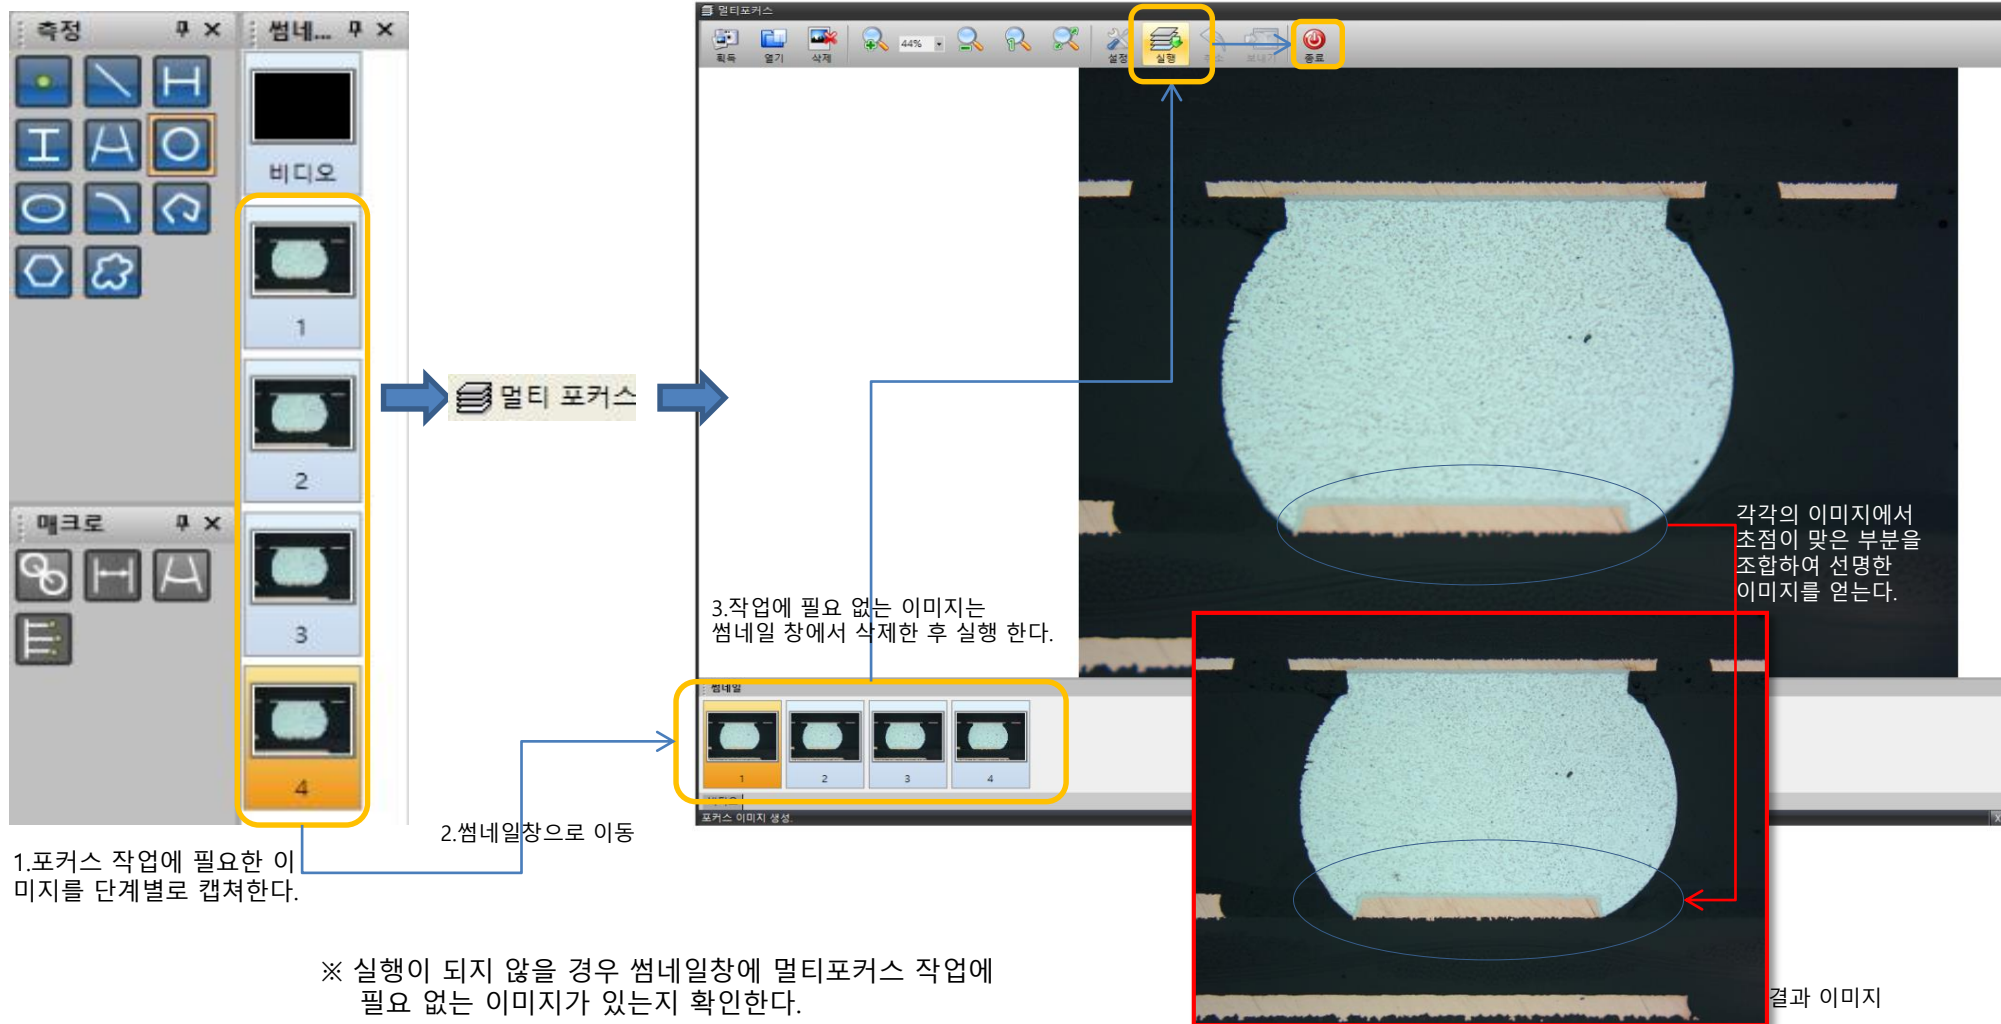 측정
썸네...
비디오
1
2
3
4
매크로
멀티 포커스
멀티포커스
획득
열기
삭제
44%
설정
실행
취소
보내기
종료
각각의 이미지에서
초점이 맞은 부분을
조합하여 선명한
이미지를 얻는다.
3.작업에 필요 없는 이미지는
썸네일 창에서 삭제한 후 실행 한다.
썸네일
1
2
3
4
포커스 이미지 생성.
2.썸네일창으로 이동
1.포커스 작업에 필요한 이
미지를 단계별로 캡쳐한다.
※ 실행이 되지 않을 경우 썸네일창에 멀티포커스 작업에
필요 없는 이미지가 있는지 확인한다.
결과 이미지